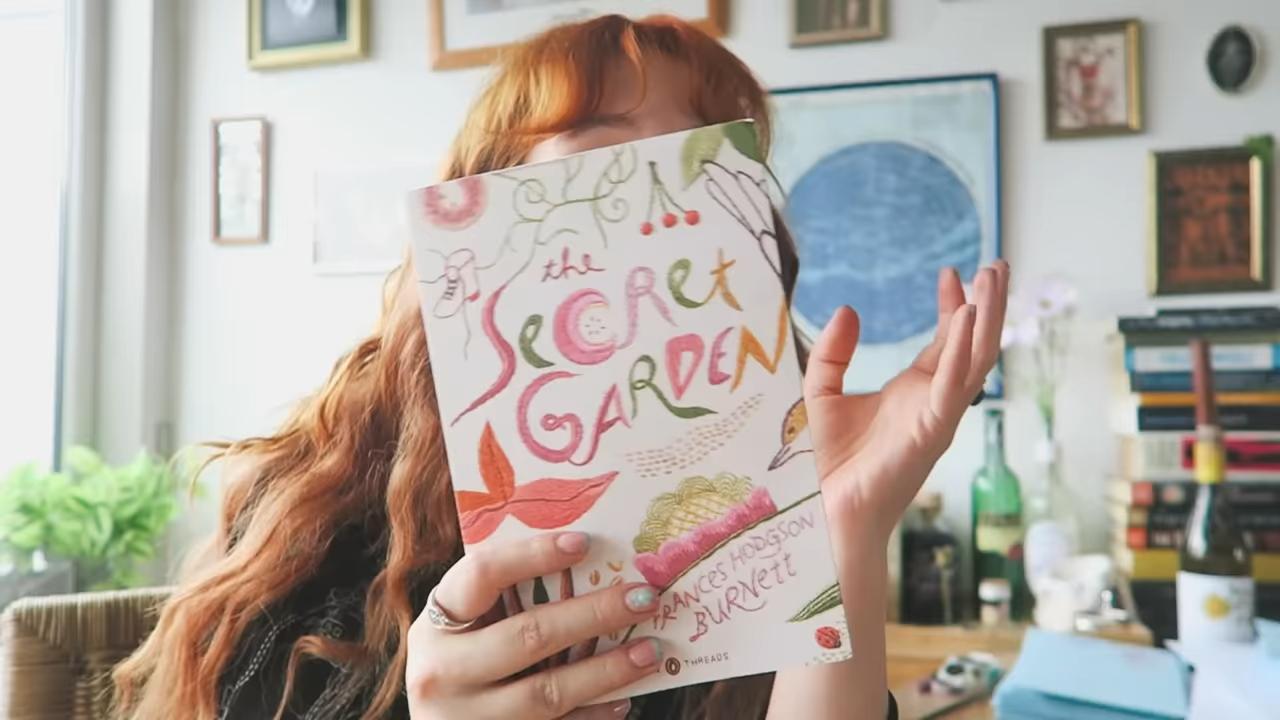 the
SeCRet
GARDEN
FRANCES HODGSON
BURNett
THREADS